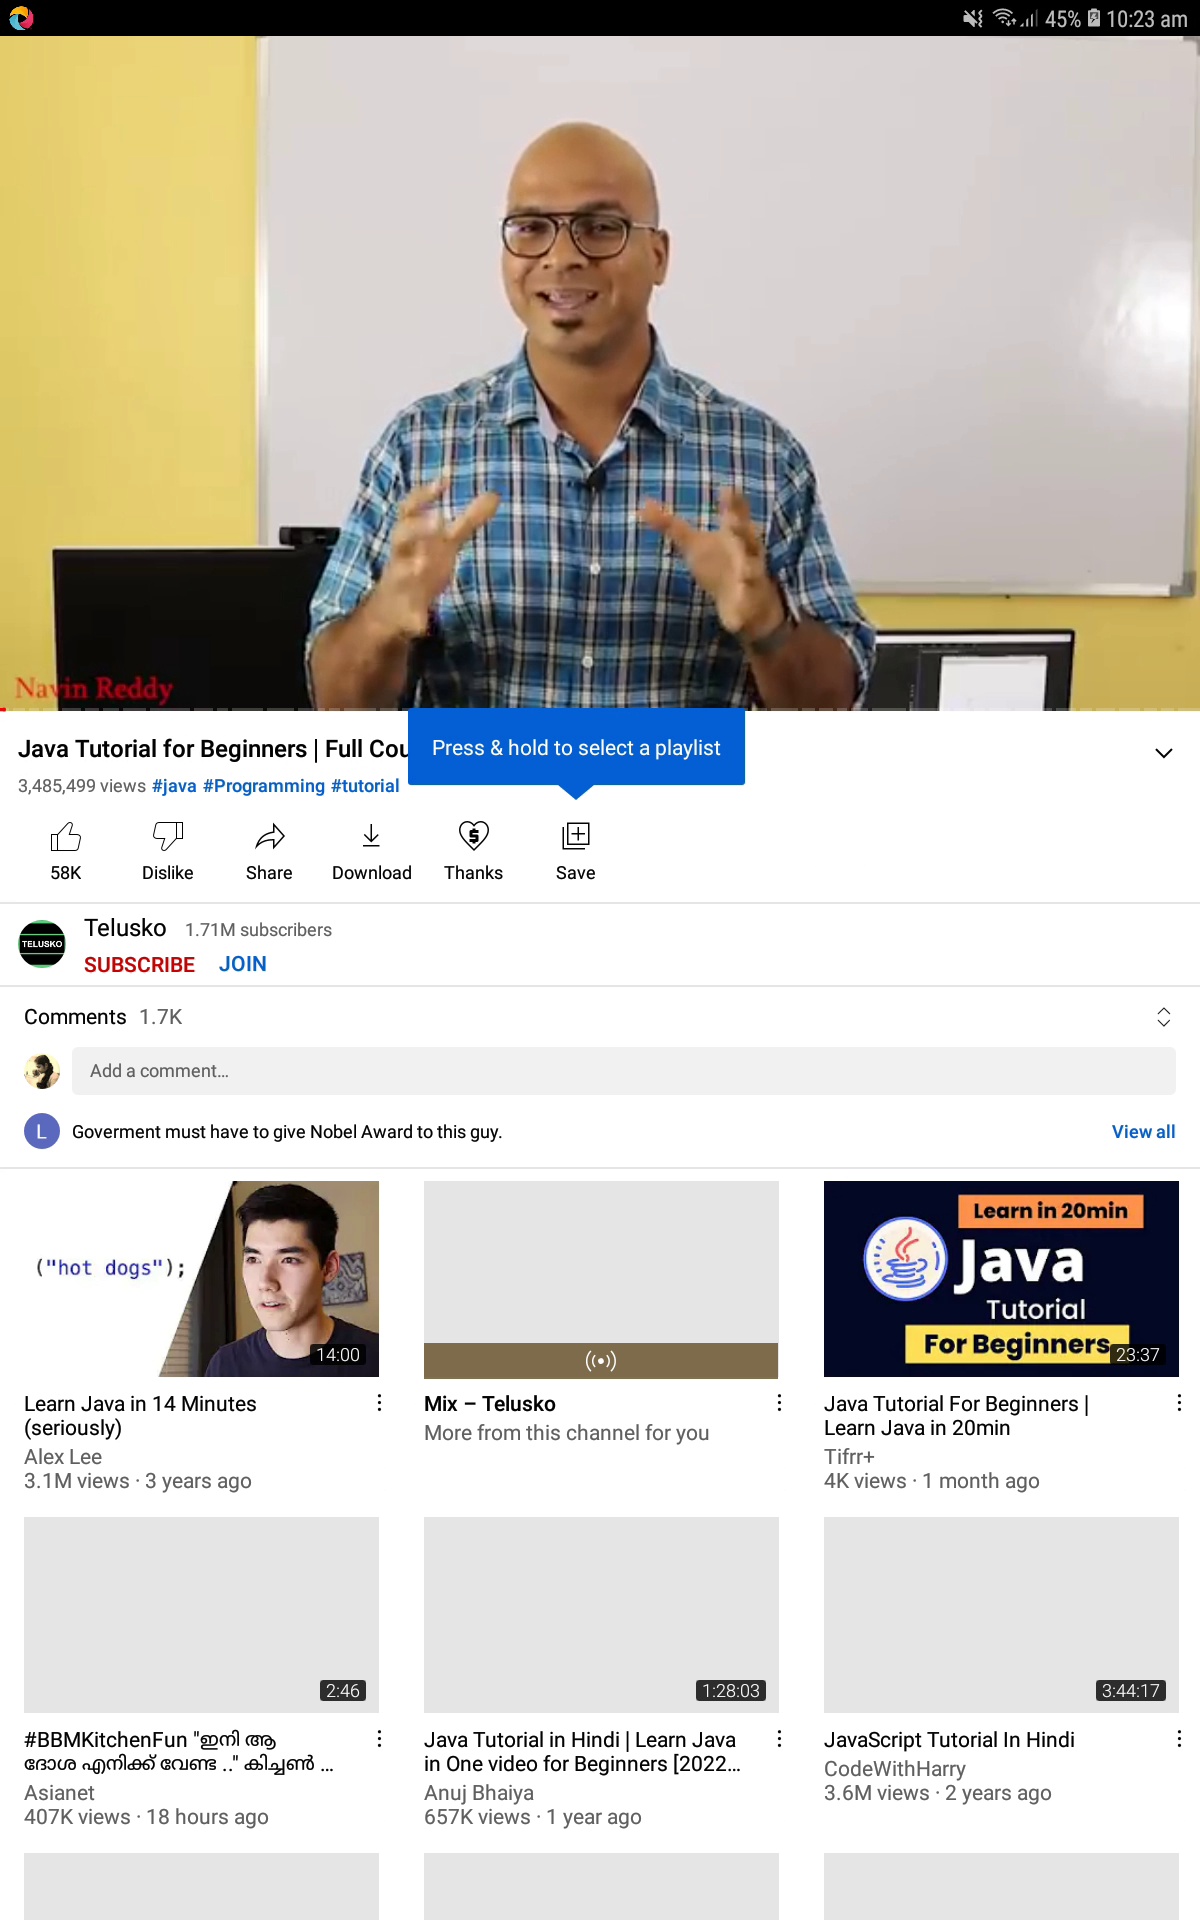 45% 10:23 am
Navin Reddy
Java Tutorial for Beginners | Full Cou
Press & hold to select a playlist
3,485,499 views #java #Programming #tutorial
58K
Dislike
Share
Download
Thanks
Save
TELUSKO
Telusko 1.71M subscribers
SUBSCRIBE JOIN
Comments 1.7K
Add a comment...
L
Goverment must have to give Nobel Award to this guy.
View all
("hot dogs");
14:00
Learn Java in 14 Minutes
(seriously)
Alex Lee
3.1M views · 3 years ago
Mix – Telusko
More from this channel for you
Learn in 20min
Java
Tutorial
For Beginners
23:37
Java Tutorial For Beginners |
Learn Java in 20min
Tifrr+
4K views · 1 month ago
2:46
#BBMKitchenFun "ഇനി ആ
ദോശ എനിക്ക് വേണ്ട .." കിച്ചൺ ...
Asianet
407K views · 18 hours ago
1:28:03
Java Tutorial in Hindi | Learn Java
in One video for Beginners [2022...
Anuj Bhaiya
657K views · 1 year ago
3:44:17
JavaScript Tutorial In Hindi
CodeWithHarry
3.6M views · 2 years ago